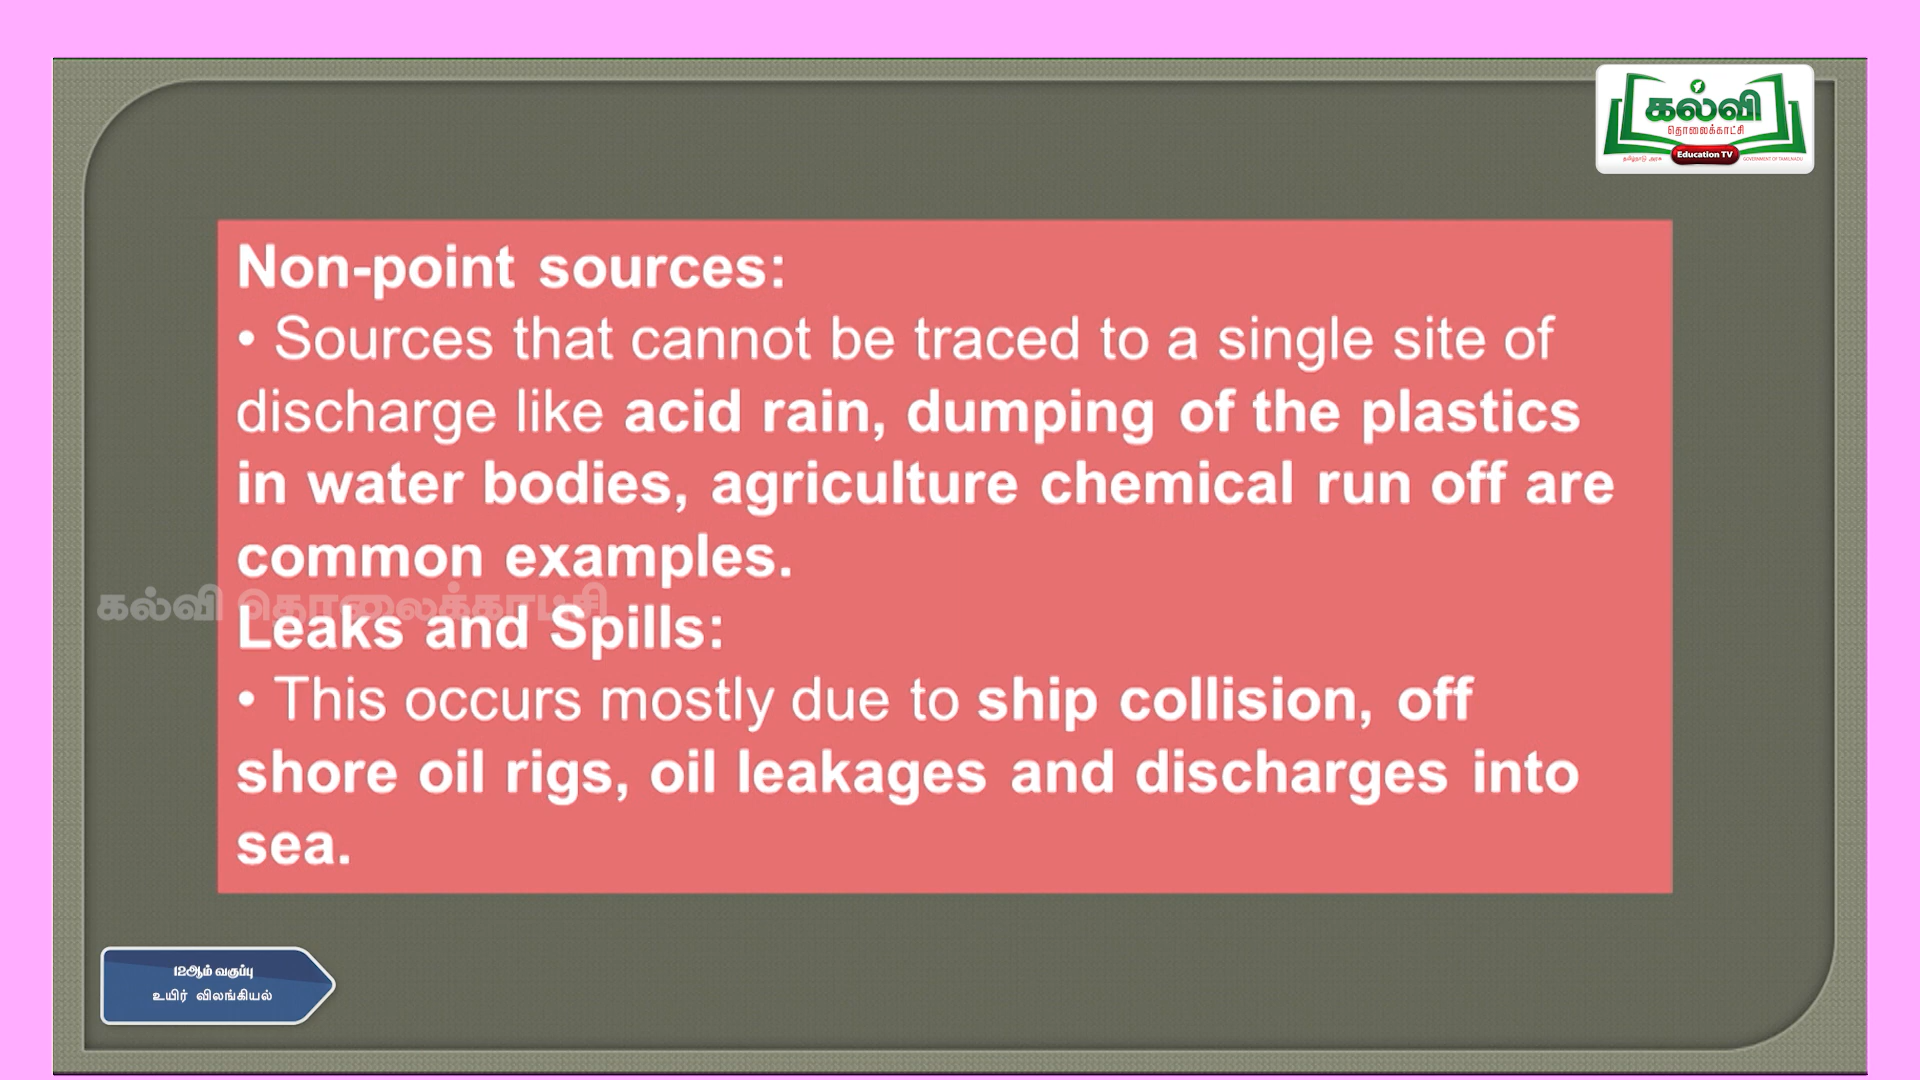 கல்வி
தொலைக்காட்சி
தமிழ்நாடு அரசு Education TV GOVERNMENT OF TAMILNADU
Non-point sources:
• Sources that cannot be traced to a single site of
discharge like acid rain, dumping of the plastics
in water bodies, agriculture chemical run off are
common examples.
கல்வி தொலைக்காட்சி
Leaks and Spills:
• This occurs mostly due to ship collision, off
shore oil rigs, oil leakages and discharges into
sea.
12ஆம் வகுப்பு
உயிர் விலங்கியல்